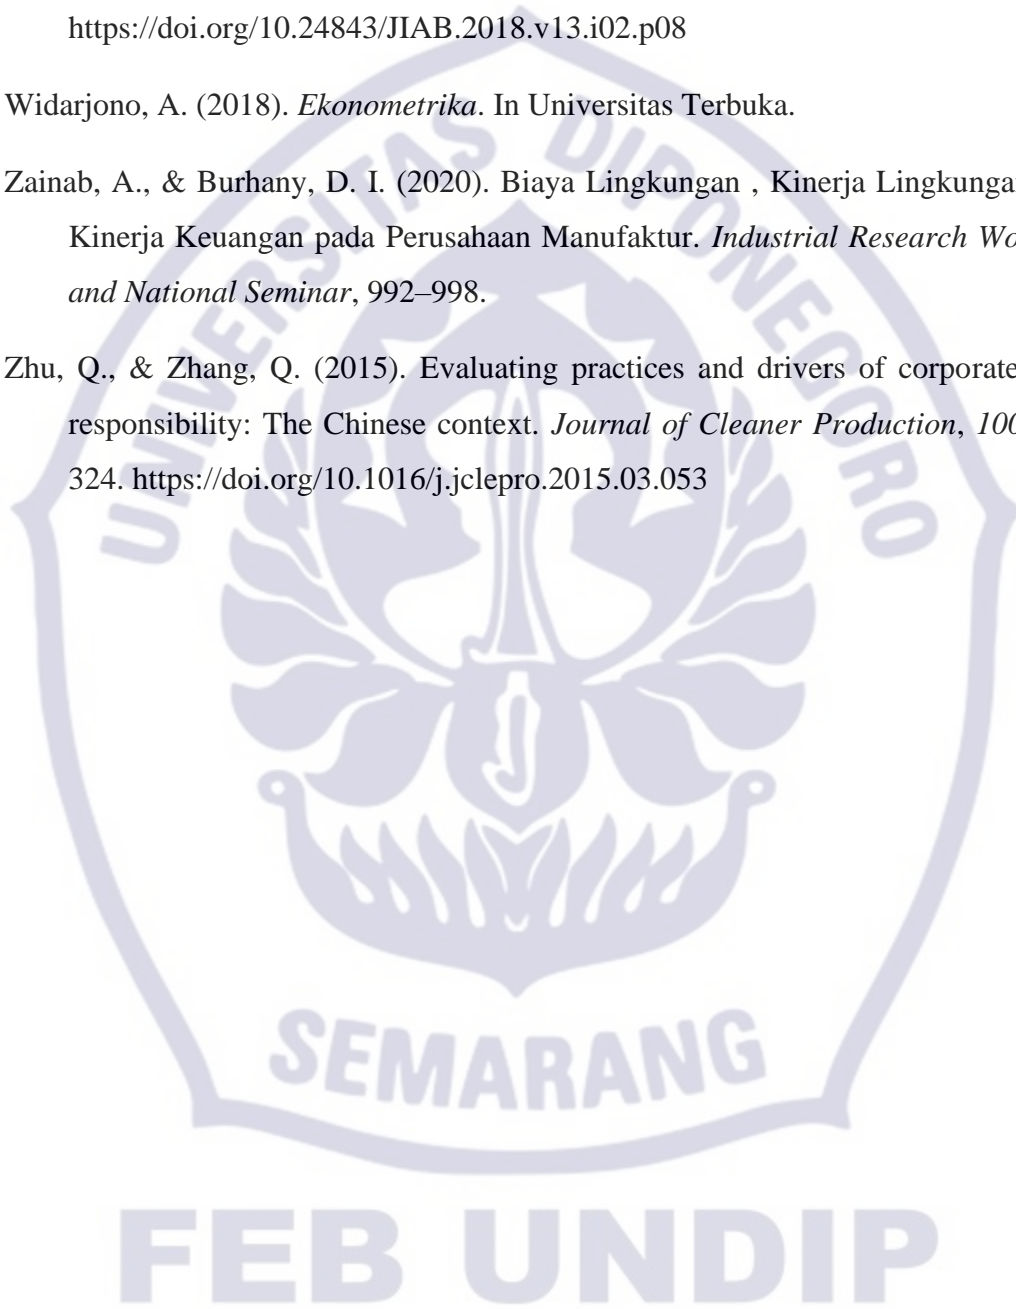 https://doi.org/10.24843/JIAB.2018.v13.i02.p08
Widarjono, A. (2018). Ekonometrika. In Universitas Terbuka.
Zainab, A., & Burhany, D. I. (2020). Biaya Lingkungan , Kinerja Lingkungan
Kinerja Keuangan pada Perusahaan Manufaktur. Industrial Research Wo
and National Seminar, 992–998.
Zhu, Q., & Zhang, Q. (2015). Evaluating practices and drivers of corporate
responsibility: The Chinese context. Journal of Cleaner Production, 100
324. https://doi.org/10.1016/j.jclepro.2015.03.053
UNIVERSITAS DIPONEGORO
SEMARANG
FEB UNDIP